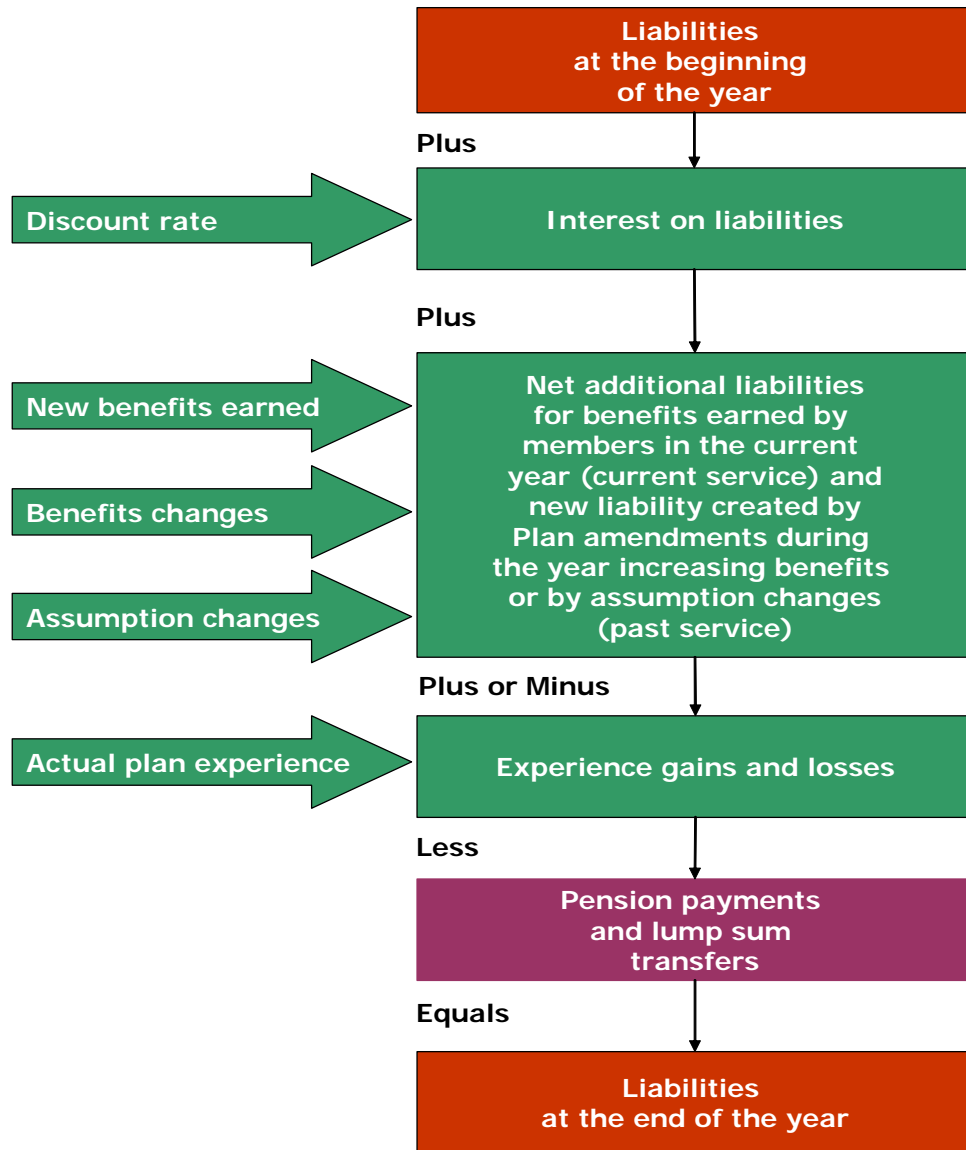 Liabilities
at the beginning
of the year
Plus
Discount rate
Interest on liabilities
Plus
New benefits earned
Benefits changes
Assumption changes
Net additional liabilities
for benefits earned by
members in the current
year (current service) and
new liability created by
Plan amendments during
the year increasing benefits
or by assumption changes
(past service)
Plus or Minus
Actual plan experience
Experience gains and losses
Less
Pension payments
and lump sum
transfers
Equals
Liabilities
at the end of the year